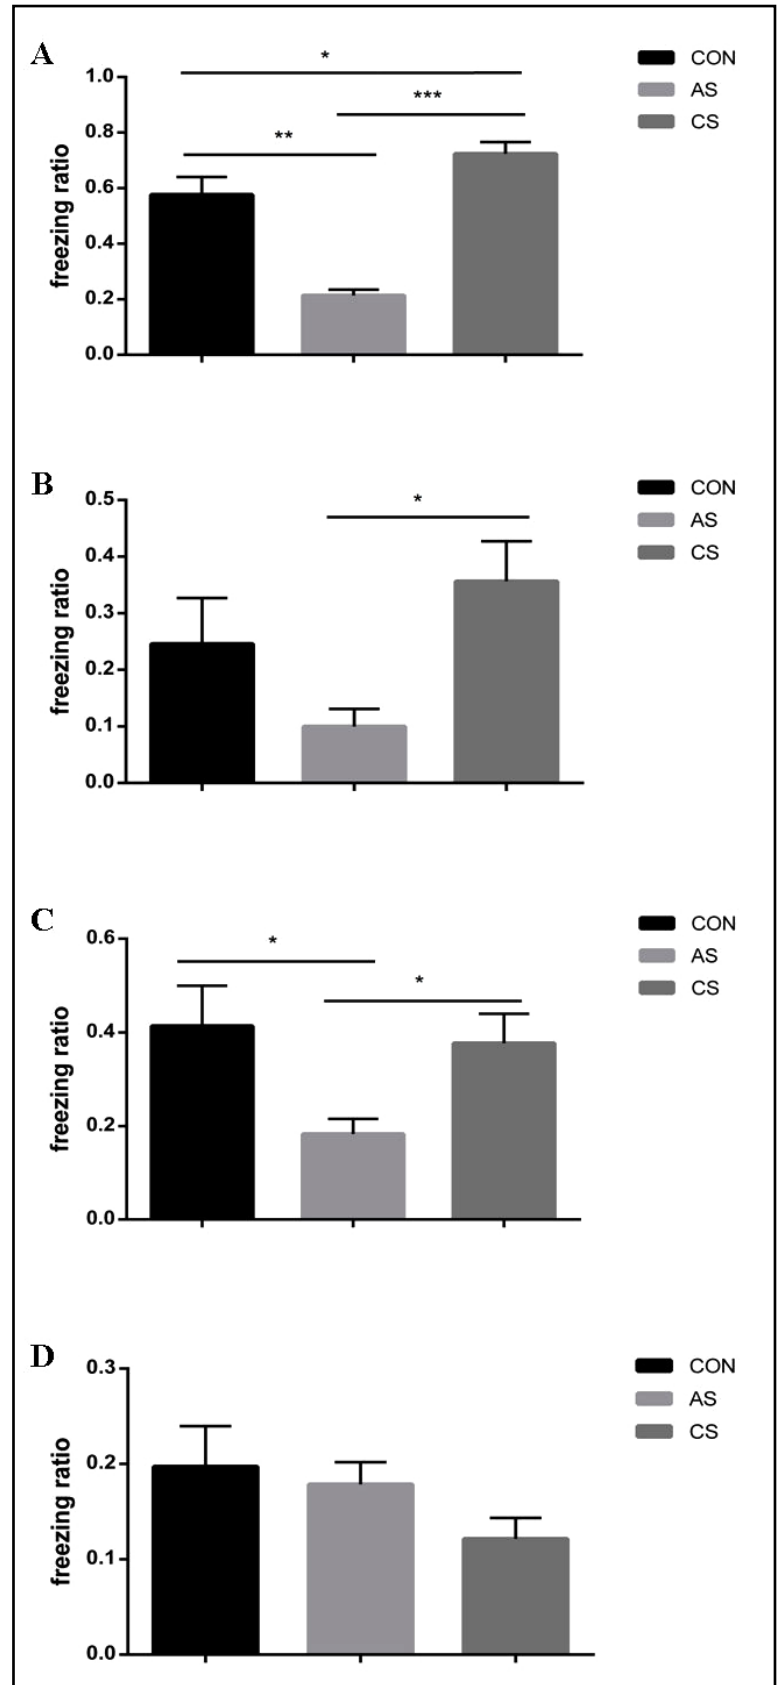 A
*
***
**
1.0
0.8
0.6
0.4
0.2
0.0
freezing ratio
CON
AS
CS
B
*
0.5
0.4
0.3
0.2
0.1
0.0
freezing ratio
CON
AS
CS
C
*
*
0.6
0.4
0.2
0.0
freezing ratio
CON
AS
CS
D
0.3
0.2
0.1
0.0
freezing ratio
CON
AS
CS